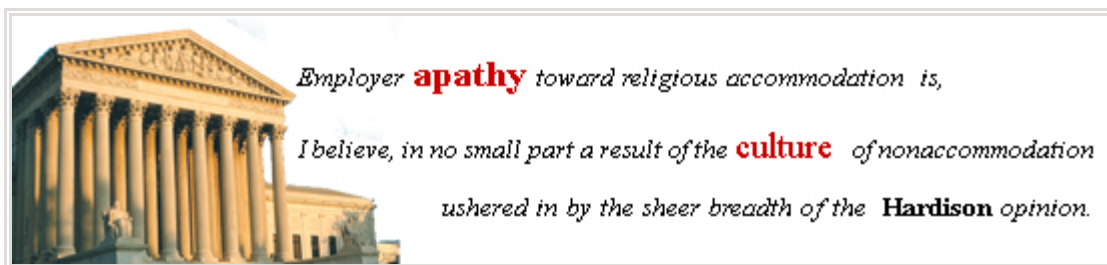 Employer apathy toward religious accommodation is,
I believe, in no small part a result of the culture of nonaccommodation
ushered in by the sheer breadth of the Hardison opinion.